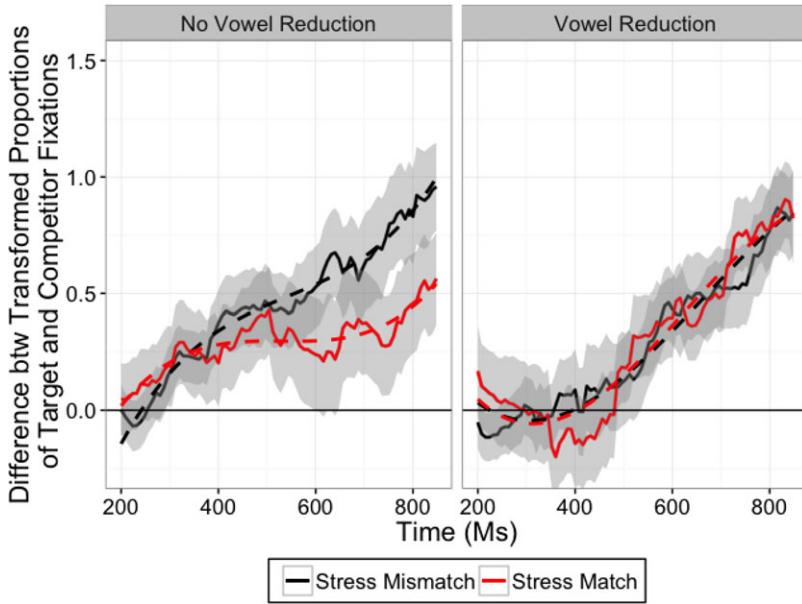 No Vowel Reduction
Vowel Reduction
Difference btw Transformed Proportions
of Target and Competitor Fixations
1.5
1.0
0.5
0.0
200 400 600 800
200 400 600 800
Time (Ms)
Stress Mismatch Stress Match